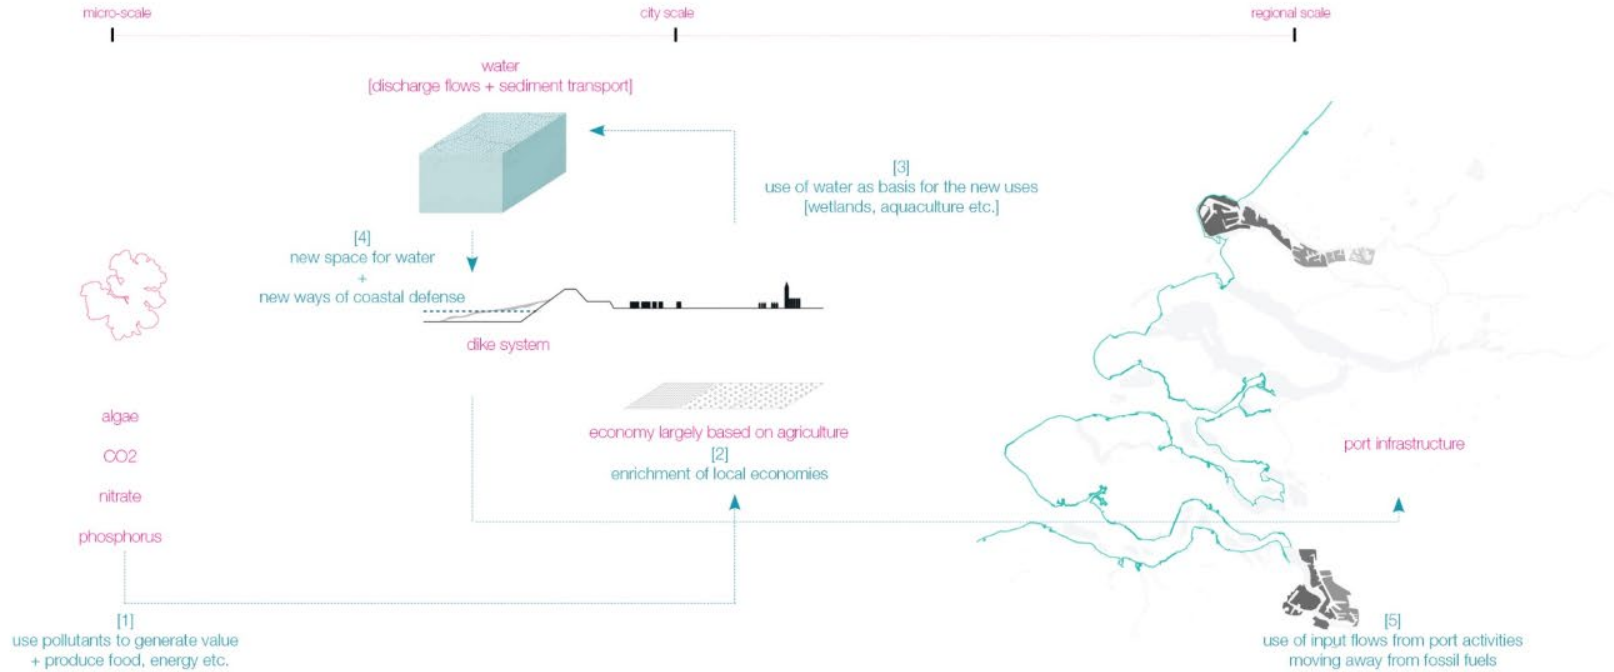 micro-scale
city scale
regional scale
water
[discharge flows + sediment transport]
[3]
use of water as basis for the new uses
[wetlands, aquaculture etc.]
[4]
new space for water
+
new ways of coastal defense
dike system
algae
CO2
nitrate
phosphorus
economy largely based on agriculture
[2]
enrichment of local economies
port infrastructure
[1]
use pollutants to generate value
+ produce food, energy etc.
[5]
use of input flows from port activities
moving away from fossil fuels